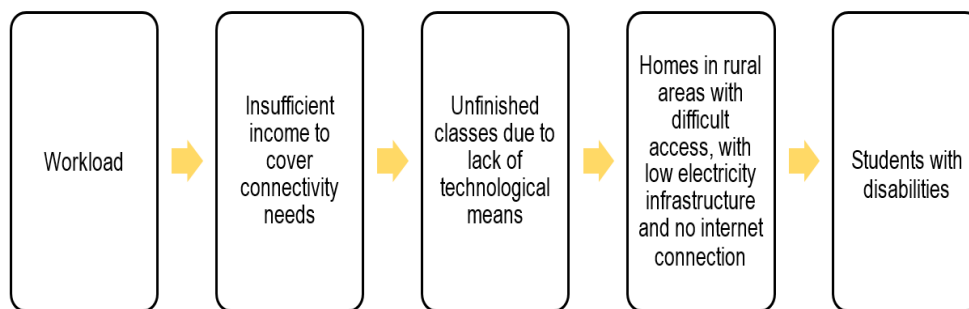 Workload
Insufficient
income to
cover
connectivity
needs
Unfinished
classes due to
lack of
technological
means
Homes in rural
areas with
difficult
access, with
low electricity
infrastructure
and no internet
connection
Students with
disabilities